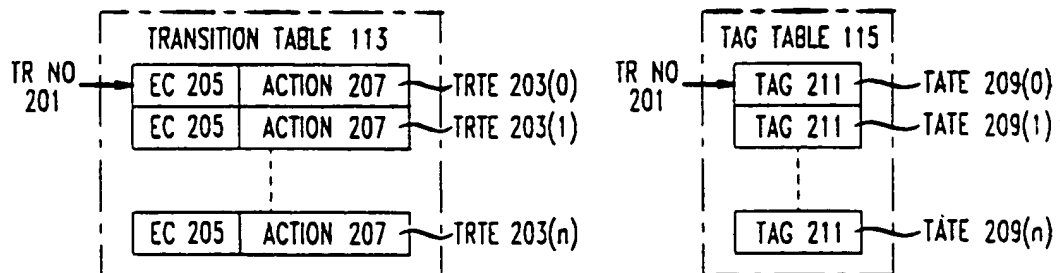 TRANSITION TABLE 113
TR NO
201
EC 205 ACTION 207 TRTE 203(0)
EC 205 ACTION 207 TRTE 203(1)
EC 205 ACTION 207 TRTE 203(n)
TAG TABLE 115
TR NO
201
TAG 211 TATE 209(0)
TAG 211 TATE 209(1)
TAG 211 TATE 209(n)